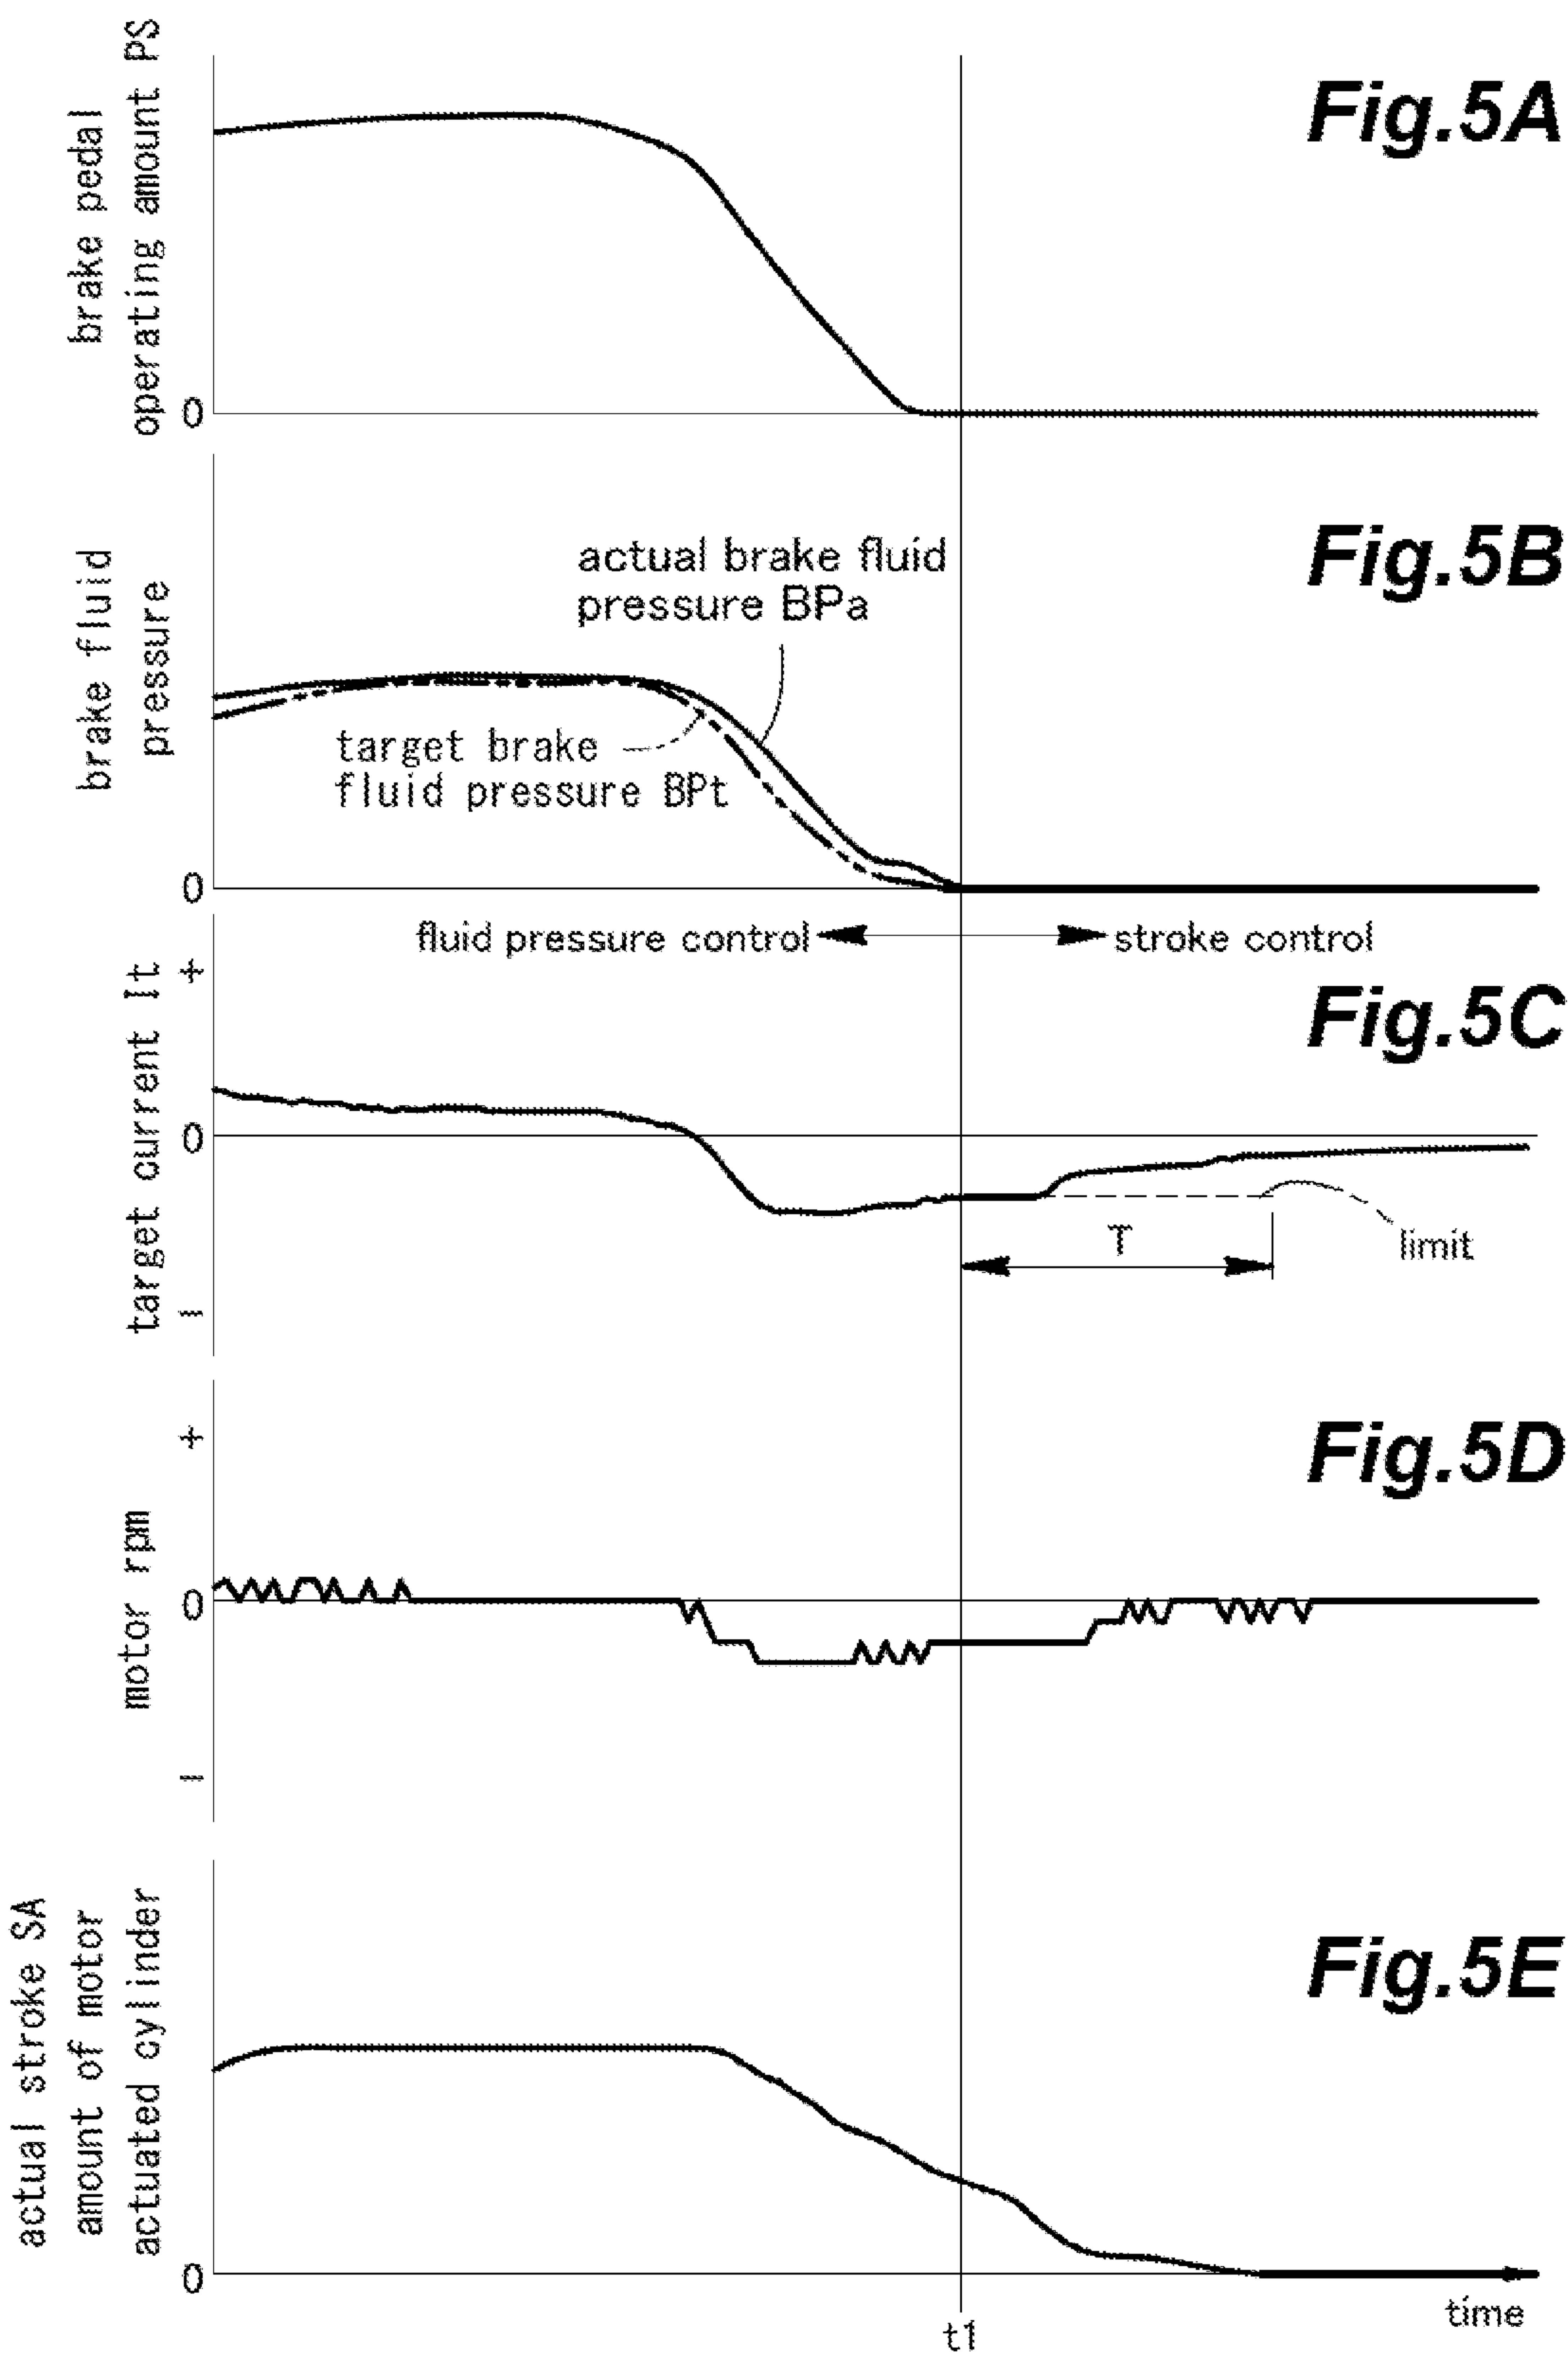 Fig.5A
brake pedal
operating amount PS
0
Fig.5B
brake fluid
pressure
actual brake fluid
pressure BPa
target brake
fluid pressure BPt
0
fluid pressure control
stroke control
Fig.5C
target current It
+
0
−
T
limit
Fig.5D
motor rpm
+
0
−
Fig.5E
actual stroke SA
amount of motor
actuated cylinder
0
time
t1